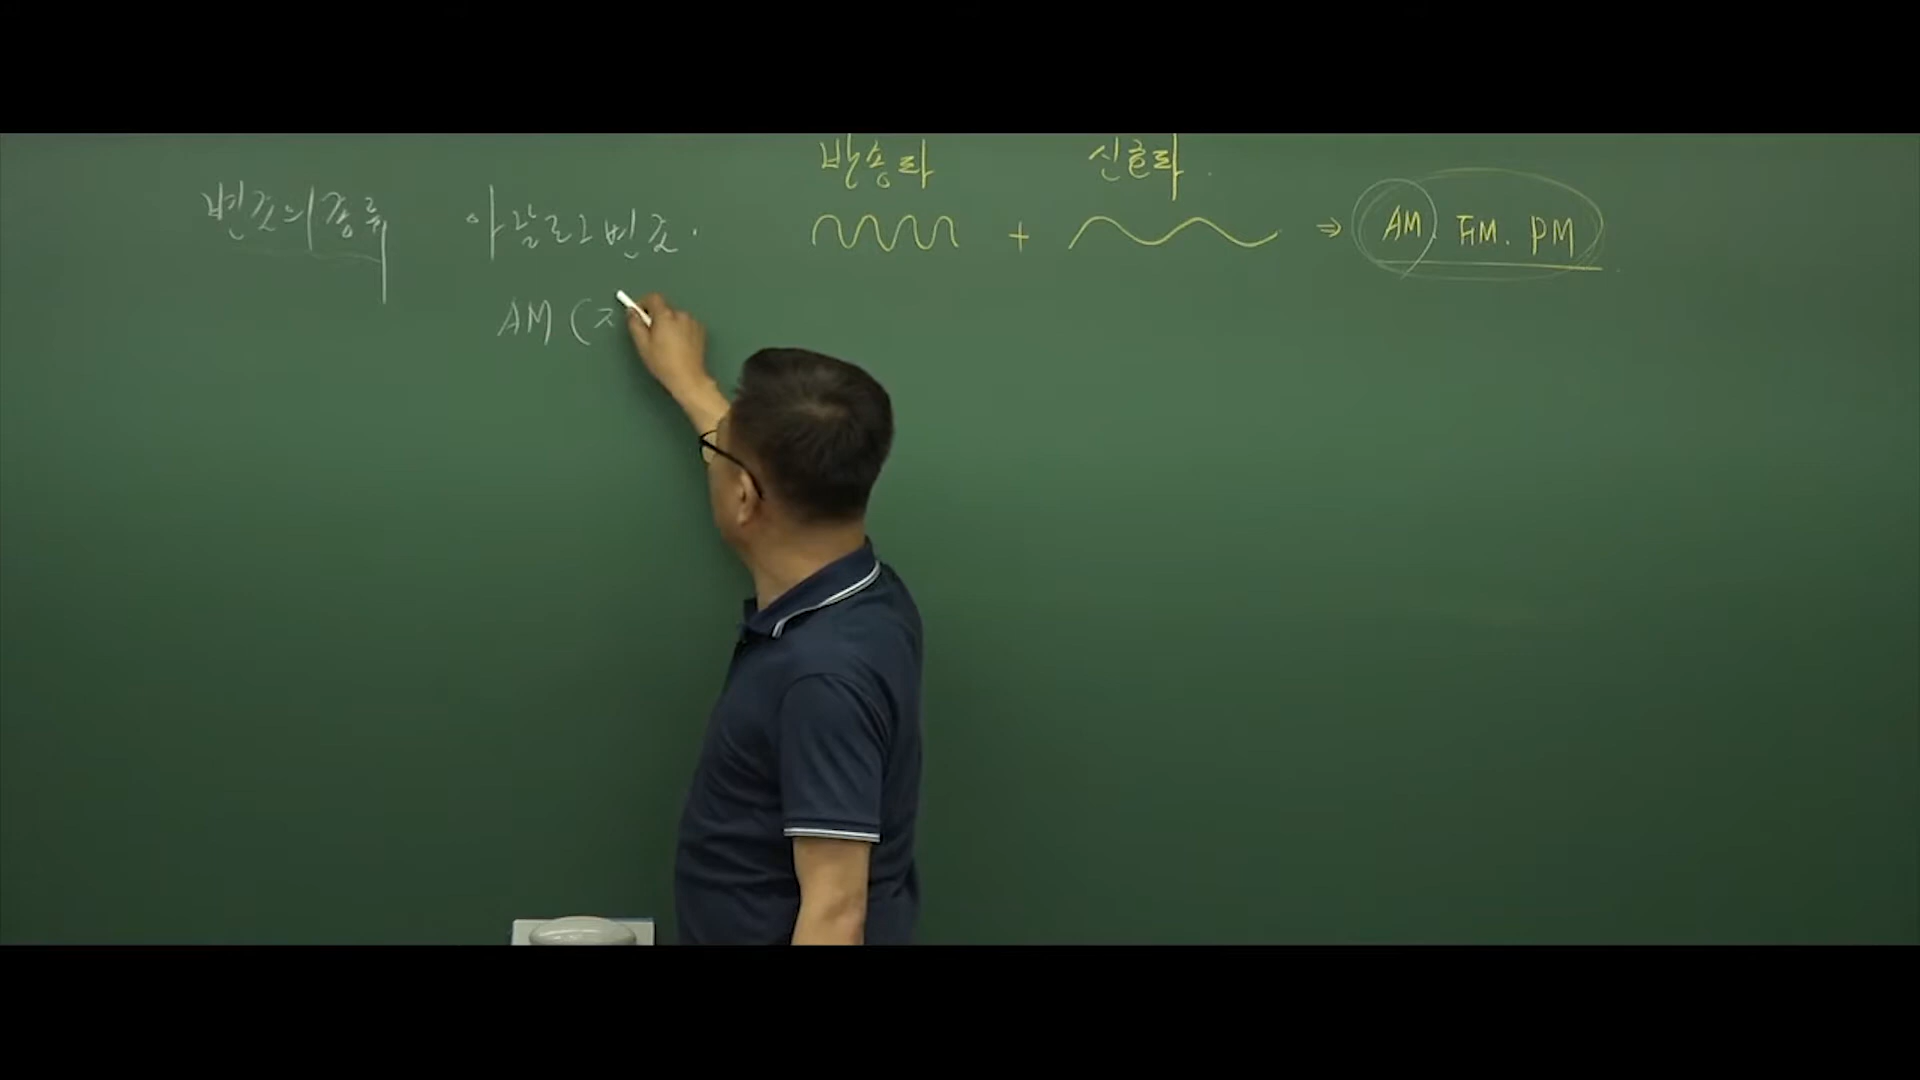 변조의 종류
아날로그 변조.
AM (ㅈ
반송파 신호파.
+ ⇒ AM. FM. PM